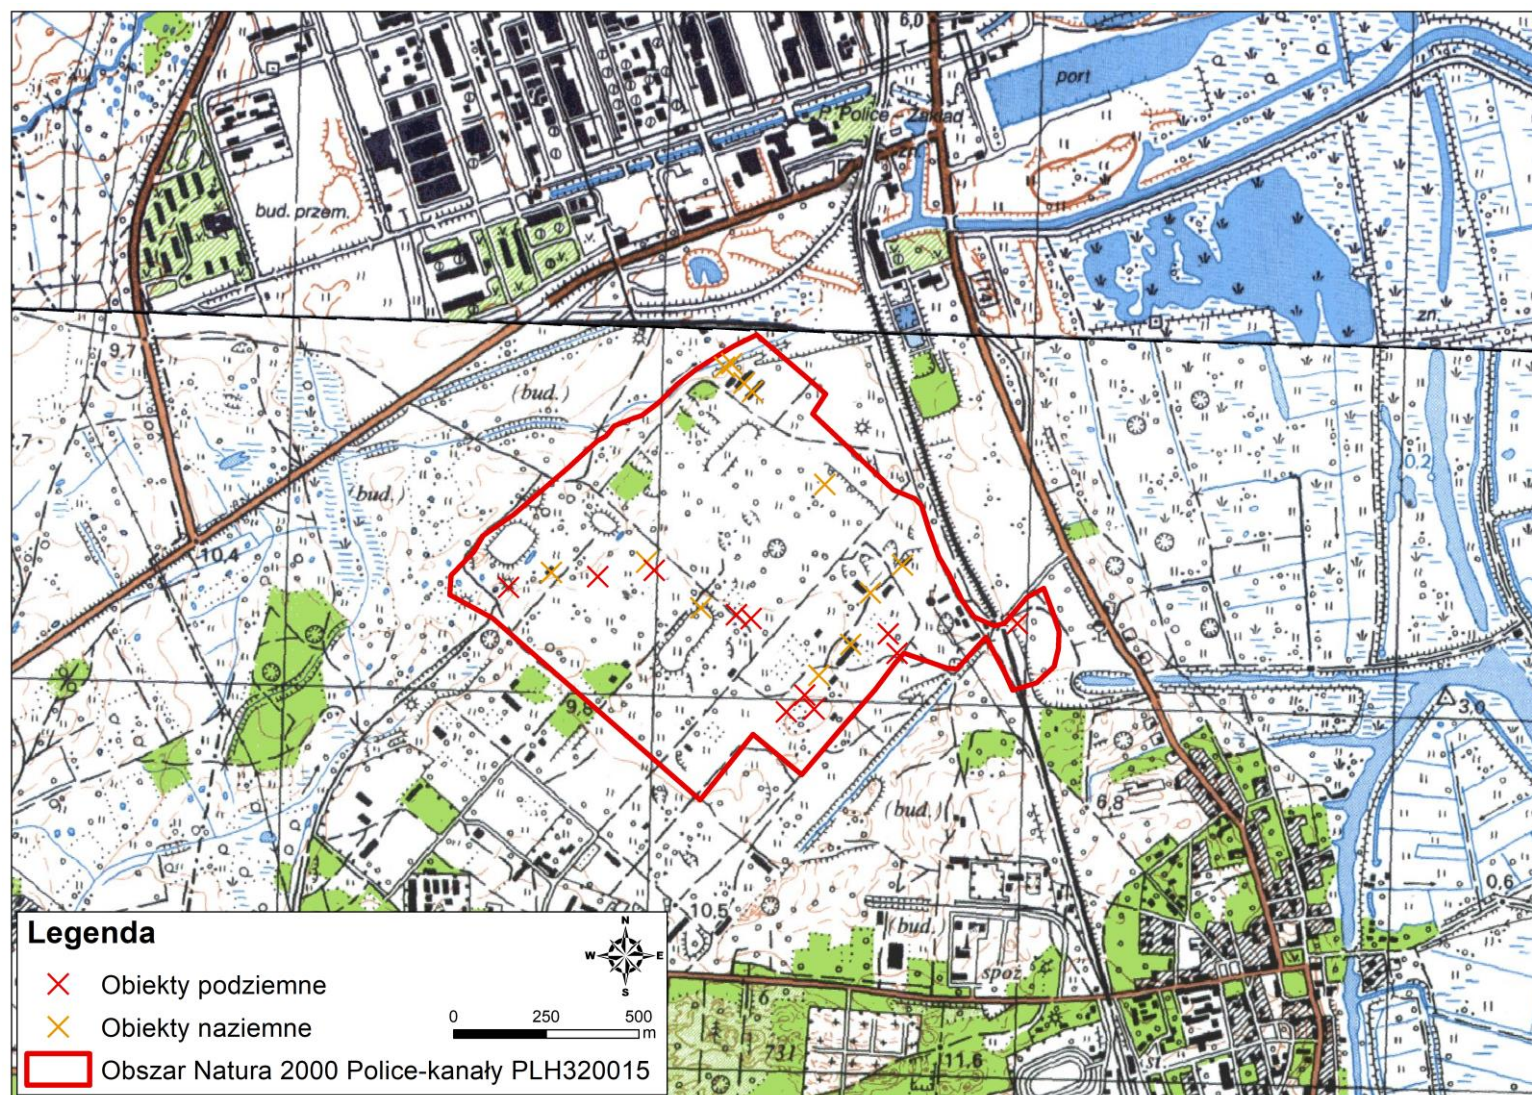 6,0
port
P. Police – Zakład
bud. przem.
zn.
9,7
(bud.)
0,2
(bud.)
10,4
3,0
9,8
6,8
(bud.)
0,6
10,5
(bud.)
spoż.
6
731
11,6
st.
Legenda
N
W E
S
Obiekty podziemne
Obiekty naziemne
0 250 500
m
Obszar Natura 2000 Police-kanały PLH320015